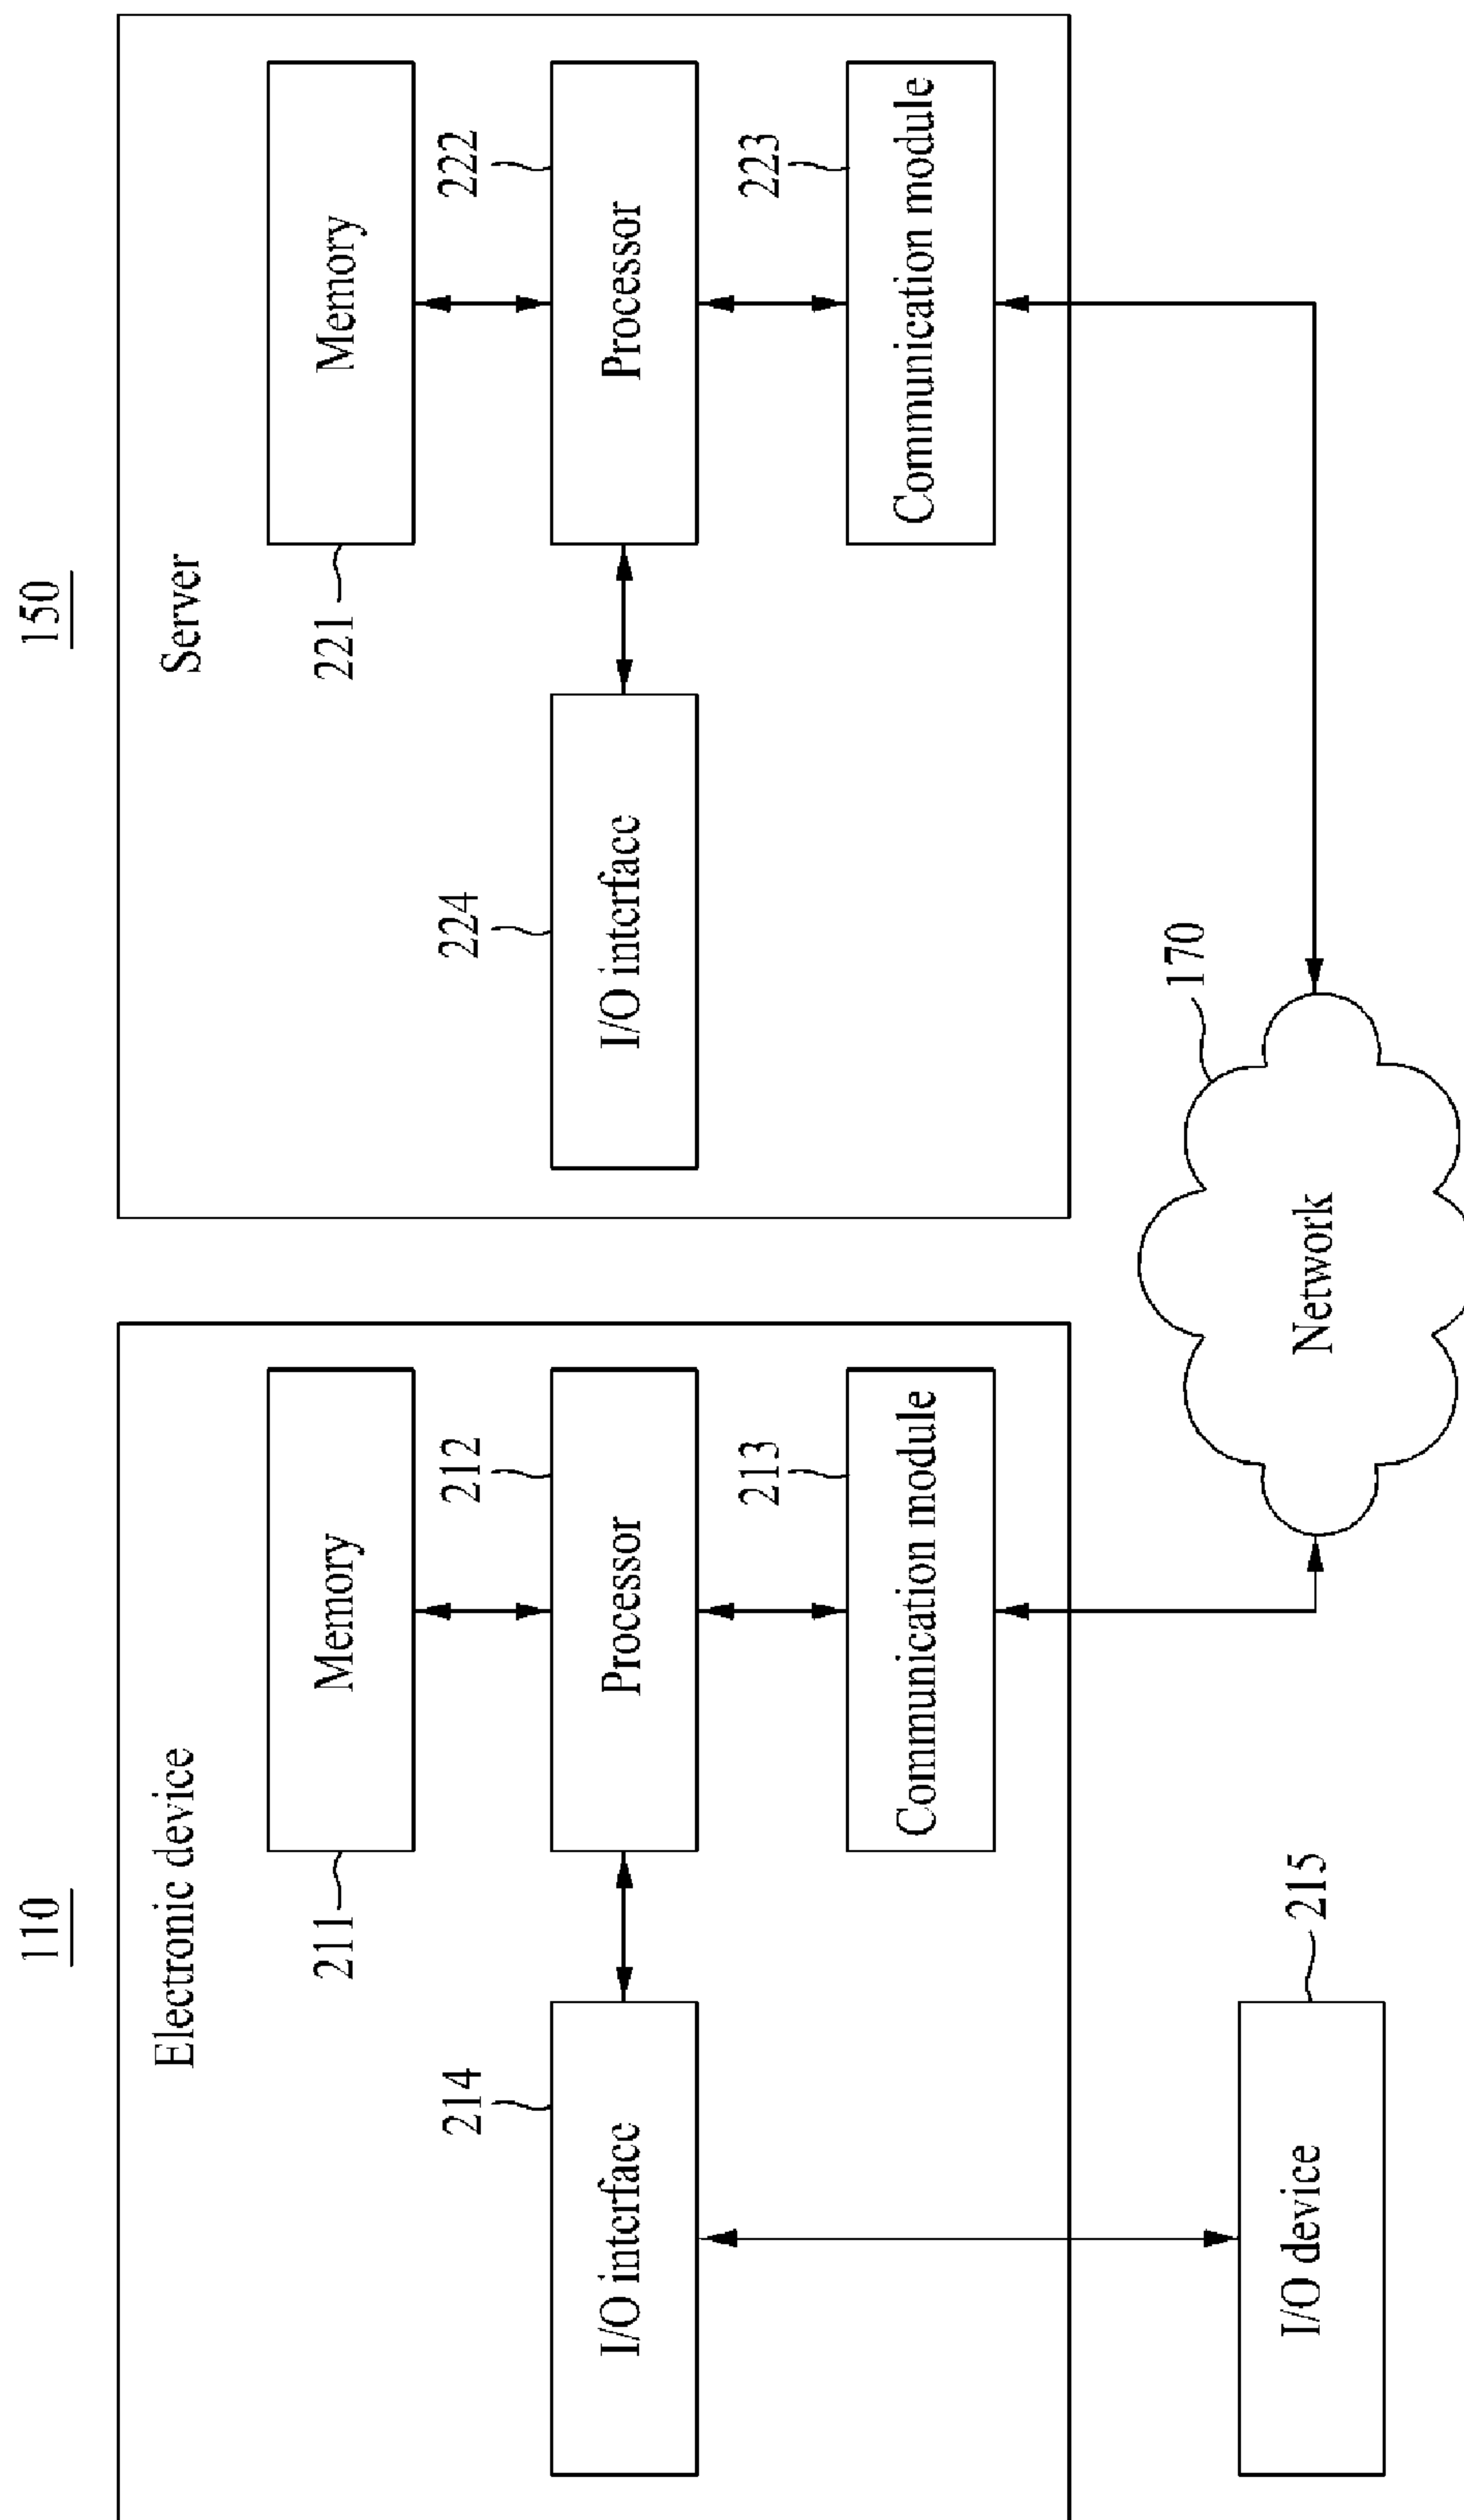 110
Electronic device
211
Memory
214
I/O interface
212
Processor
213
Communication module
215
I/O device
150
Server
221
Memory
224
I/O interface
222
Processor
223
Communication module
170
Network